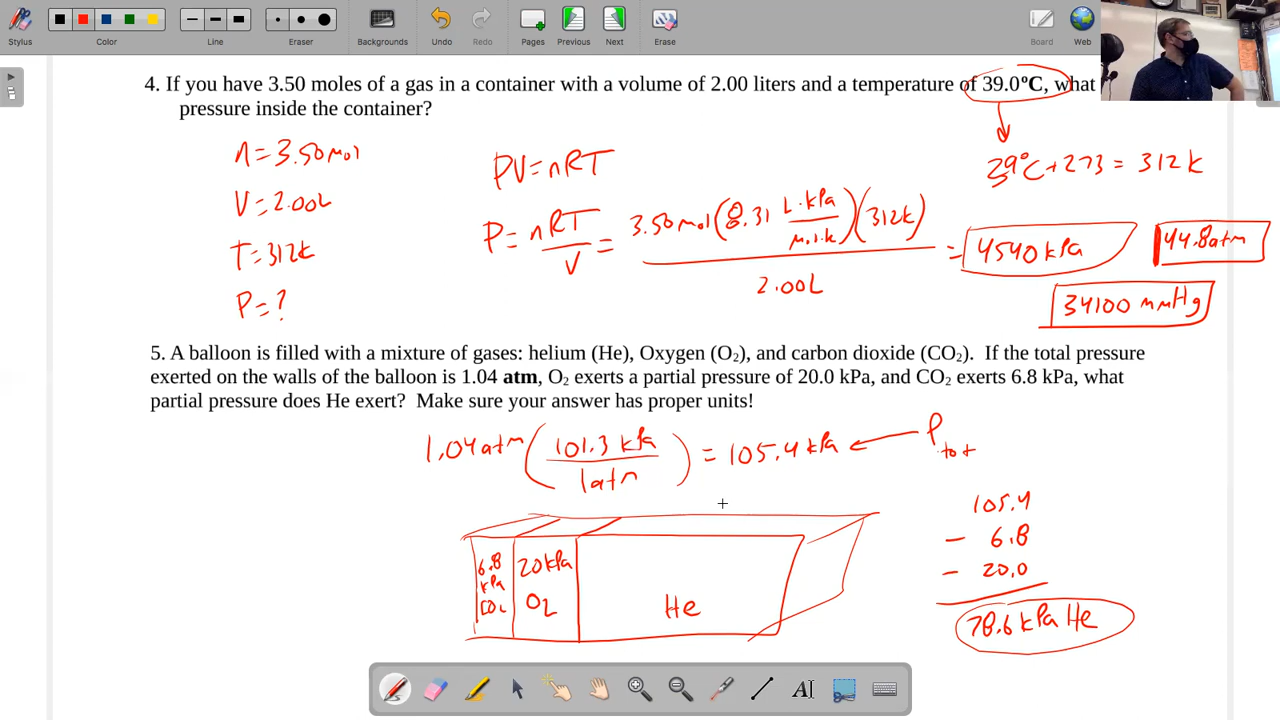 Stylus
Color
Line
Eraser
Backgrounds
Undo
Redo
Pages
Previous
Next
Erase
Board
Web
4. If you have 3.50 moles of a gas in a container with a volume of 2.00 liters and a temperature of 39.0°C, what
pressure inside the container?
n = 3.50 mol
V = 2.00L
T = 312k
P = ?
PV = nRT
P = nRT / V = 3.50 mol (8.31 L·kPa / mol·k) (312k) / 2.00L = 4540 kPa
39°C + 273 = 312 k
44.8 atm
34100 mmHg
5. A balloon is filled with a mixture of gases: helium (He), Oxygen (O₂), and carbon dioxide (CO₂).  If the total pressure
exerted on the walls of the balloon is 1.04 atm, O₂ exerts a partial pressure of 20.0 kPa, and CO₂ exerts 6.8 kPa, what
partial pressure does He exert?  Make sure your answer has proper units!
1.04 atm (101.3 kPa / 1 atm) = 105.4 kPa ← P tot
6.8 kPa CO₂
20 kPa O₂
He
105.4
- 6.8
- 20.0
78.6 kPa He